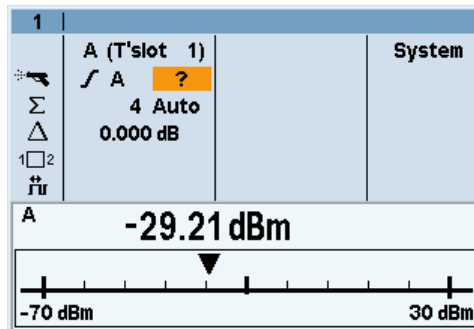 1
A (T'slot 1) System
A ?
Σ 4 Auto
Δ 0.000 dB
1 2
A
-29.21 dBm
-70 dBm 30 dBm